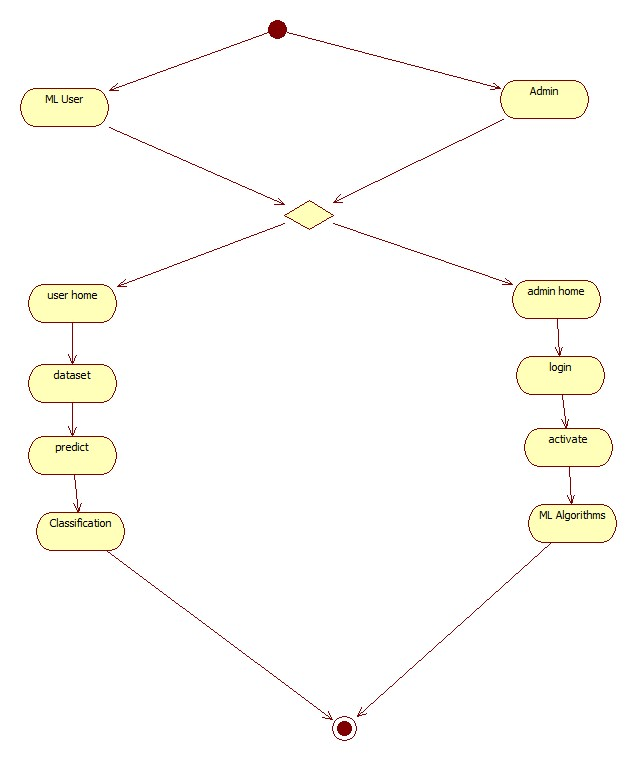 ML User
Admin
user home
admin home
dataset
login
predict
activate
Classification
ML Algorithms